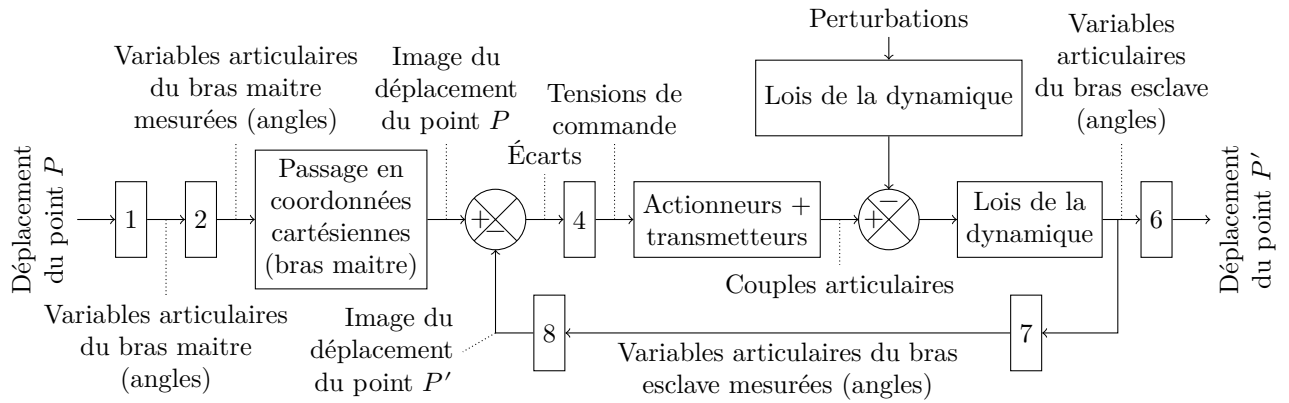 Déplacement
du point P
1
Variables articulaires
du bras maitre
(angles)
2
Variables articulaires
du bras maitre
mesurées (angles)
Passage en
coordonnées
cartésiennes
(bras maitre)
Image du
déplacement
du point P
+
−
Écarts
4
Tensions de
commande
Actionneurs +
transmetteurs
Couples articulaires
Perturbations
Lois de la dynamique
+
−
Lois de la
dynamique
Variables
articulaires
du bras esclave
(angles)
6
Déplacement
du point P′
7
Variables articulaires du bras
esclave mesurées (angles)
8
Image du
déplacement
du point P′